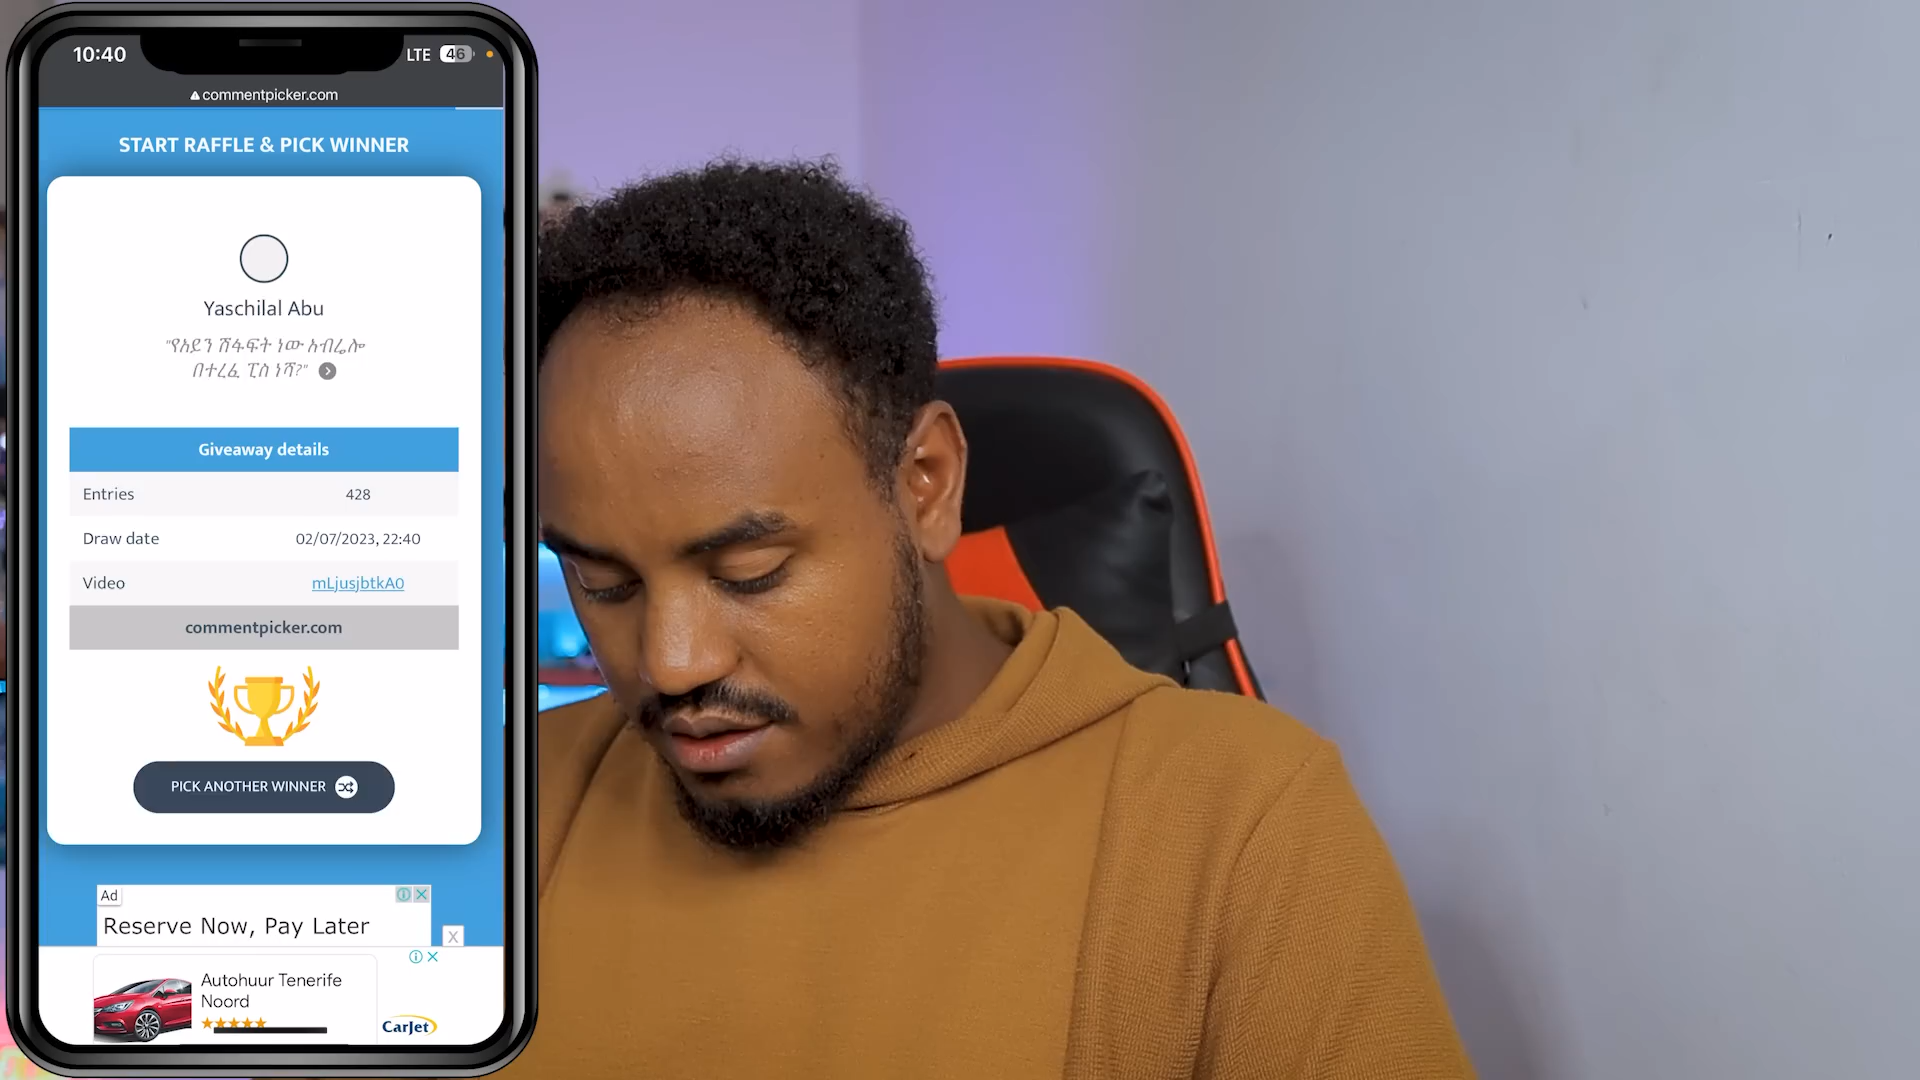 10:40
LTE 46
commentpicker.com
START RAFFLE & PICK WINNER
Yaschilal Abu
"የአይን ሽፋፍት ነው አብሬሎ
በተረፈ ፒስ ነሻ?"
Giveaway details
Entries 428
Draw date 02/07/2023, 22:40
Video mLjusjbtkA0
commentpicker.com
PICK ANOTHER WINNER
Ad
Reserve Now, Pay Later
X
Autohuur Tenerife
Noord
CarJet